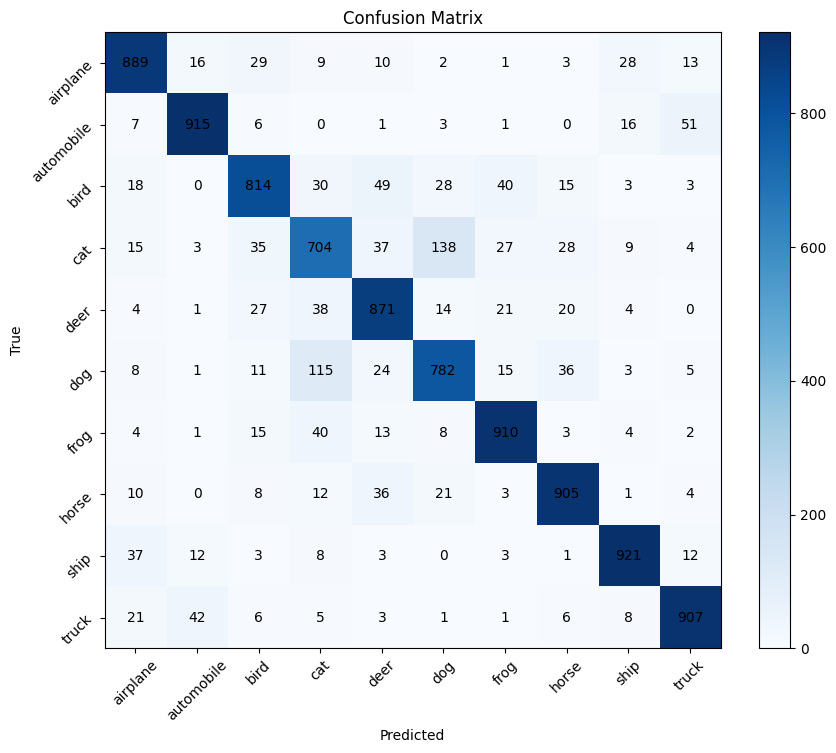 Confusion Matrix
airplane 889 16 29 9 10 2 1 3 28 13
automobile 7 915 6 0 1 3 1 0 16 51
bird 18 0 814 30 49 28 40 15 3 3
cat 15 3 35 704 37 138 27 28 9 4
deer 4 1 27 38 871 14 21 20 4 0
dog 8 1 11 115 24 782 15 36 3 5
frog 4 1 15 40 13 8 910 3 4 2
horse 10 0 8 12 36 21 3 905 1 4
ship 37 12 3 8 3 0 3 1 921 12
truck 21 42 6 5 3 1 1 6 8 907
airplane automobile bird cat deer dog frog horse ship truck
Predicted
True
800
600
400
200
0